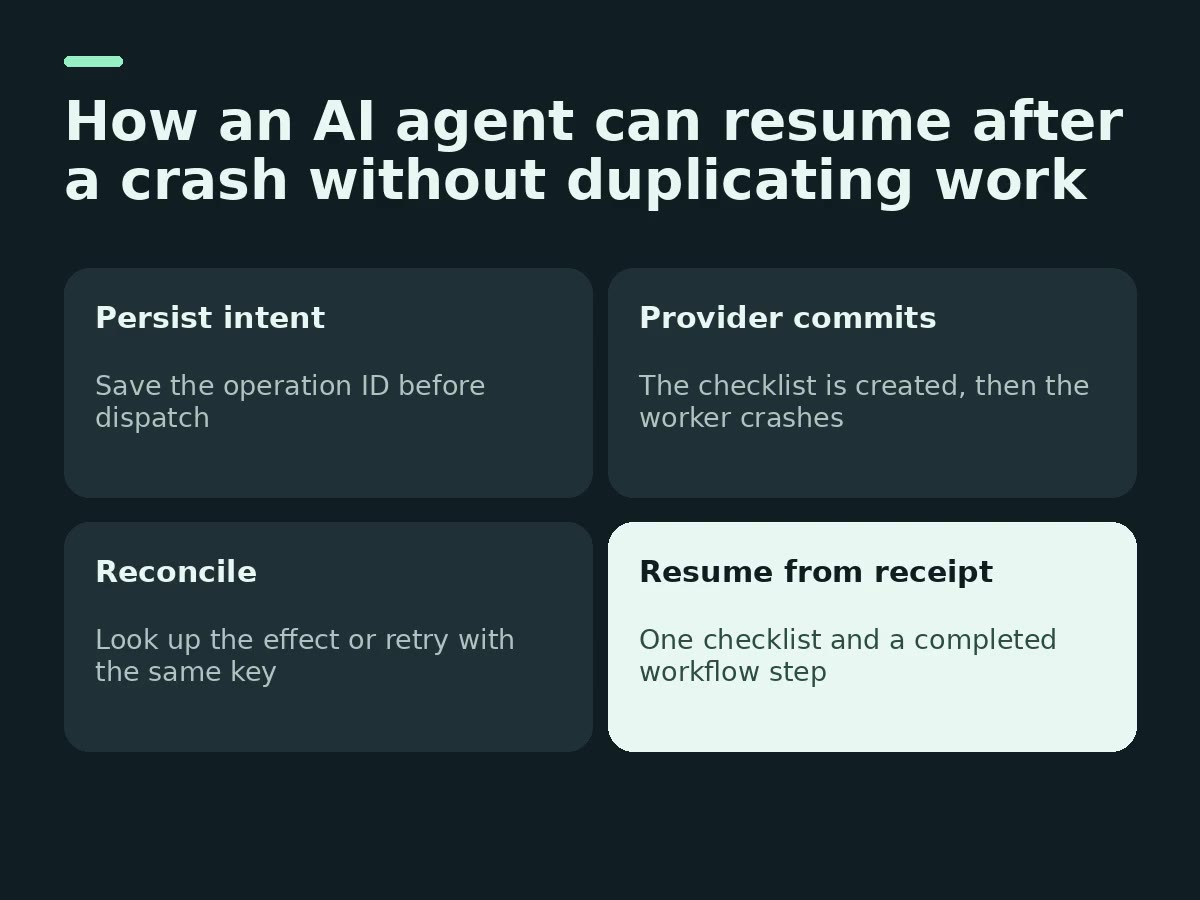 How an AI agent can resume after
a crash without duplicating work
Persist intent
Save the operation ID before
dispatch
Provider commits
The checklist is created, then the
worker crashes
Reconcile
Look up the effect or retry with
the same key
Resume from receipt
One checklist and a completed
workflow step